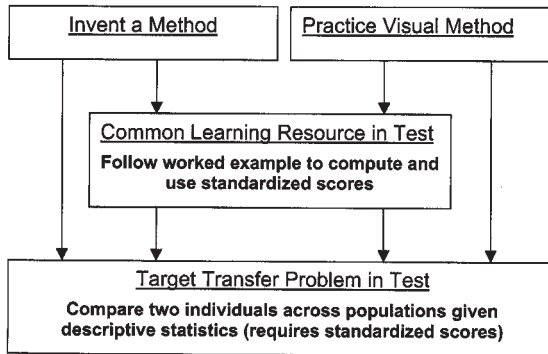 Invent a Method
Practice Visual Method
Common Learning Resource in Test
Follow worked example to compute and
use standardized scores
Target Transfer Problem in Test
Compare two individuals across populations given
descriptive statistics (requires standardized scores)